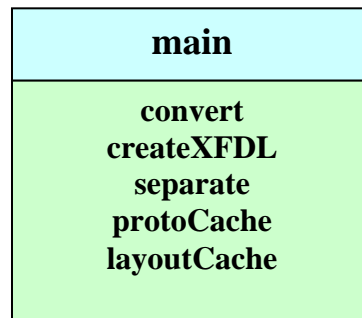 main
convert
createXFDL
separate
protoCache
layoutCache